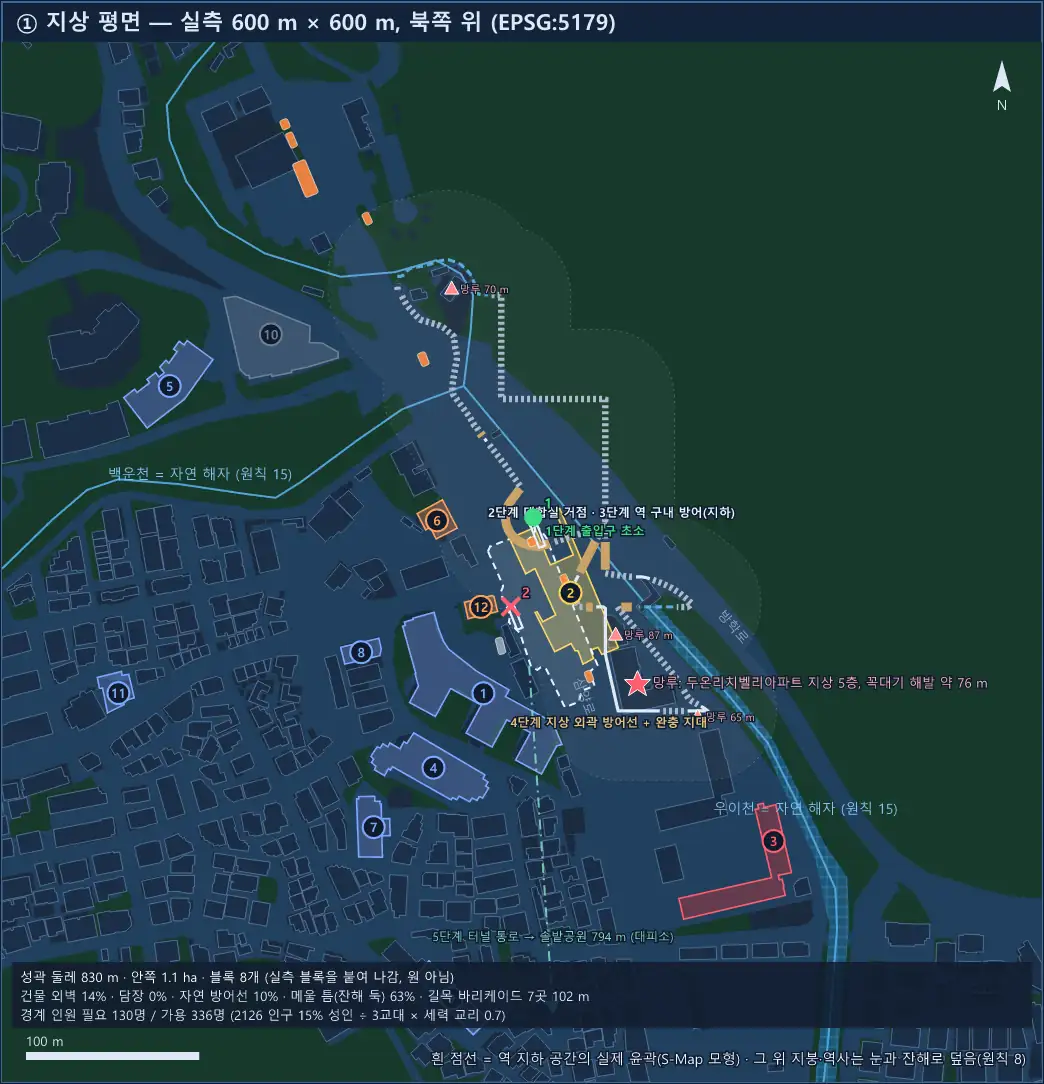 ① 지상 평면 — 실측 600 m × 600 m, 북쪽 위 (EPSG:5179)
N
망루 70 m
10
5
백운천 = 자연 해자 (원칙 15)
1
2단계 대합실 거점 · 3단계 역 구내 방어(지하)
1단계 출입구 초소
6
2
2
12
방학로
망루 87 m
8
11
1
망루: 두온리치벨리아파트 지상 5층, 꼭대기 해발 약 76 m
4단계 지상 외곽 방어선 + 완충 지대
망루 65 m
4
우이천 = 자연 해자 (원칙 15)
7
3
5단계 터널 통로 → 솔밭공원 794 m (대피소)
성곽 둘레 830 m · 안쪽 1.1 ha · 블록 8개 (실측 블록을 붙여 나감, 원 아님)
건물 외벽 14% · 담장 0% · 자연 방어선 10% · 메울 틈(잔해 둑) 63% · 길목 바리케이드 7곳 102 m
경계 인원 필요 130명 / 가용 336명 (2126 인구 15% 성인 ÷ 3교대 × 세력 교리 0.7)
100 m
흰 점선 = 역 지하 공간의 실제 윤곽(S-Map 모형) · 그 위 지붕·역사는 눈과 잔해로 덮음(원칙 8)